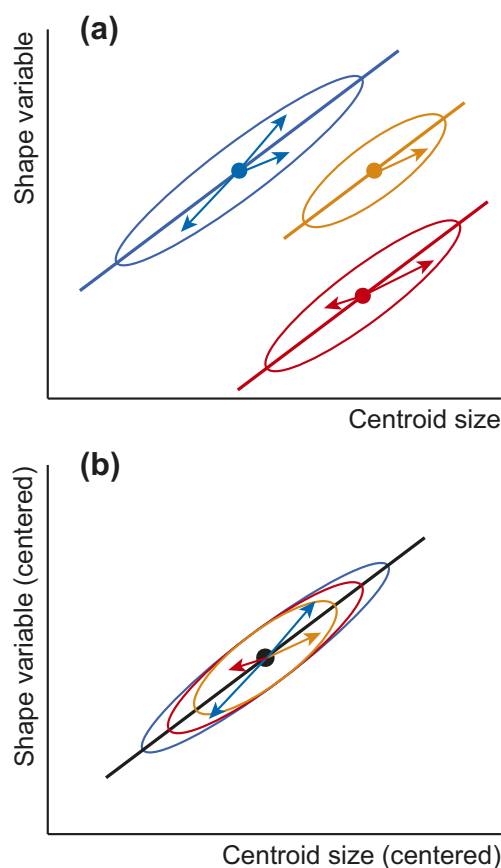 (a)
Shape variable
Centroid size
(b)
Shape variable (centered)
Centroid size (centered)